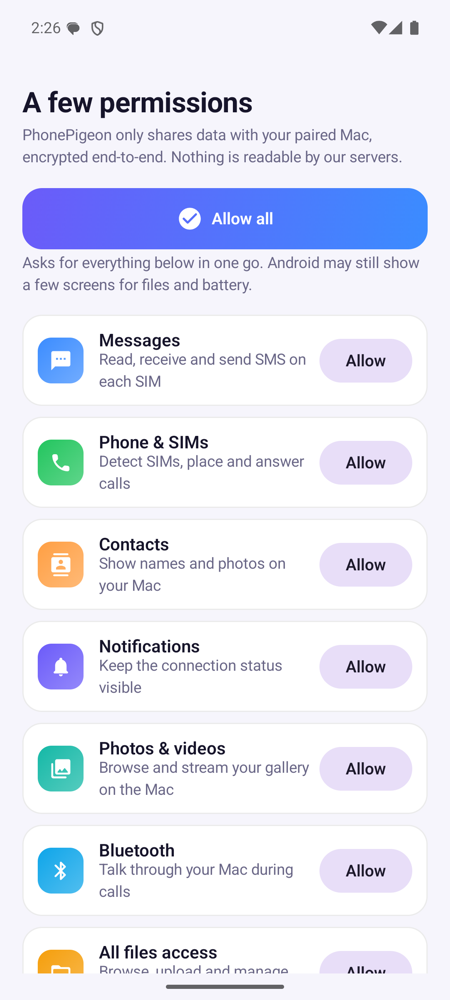 2:26
A few permissions
PhonePigeon only shares data with your paired Mac,
encrypted end-to-end. Nothing is readable by our servers.
Allow all
Asks for everything below in one go. Android may still show
a few screens for files and battery.
Messages
Read, receive and send SMS on
each SIM
Allow
Phone & SIMs
Detect SIMs, place and answer
calls
Allow
Contacts
Show names and photos on
your Mac
Allow
Notifications
Keep the connection status
visible
Allow
Photos & videos
Browse and stream your gallery
on the Mac
Allow
Bluetooth
Talk through your Mac during
calls
Allow
All files access
Browse, upload and manage
Allow